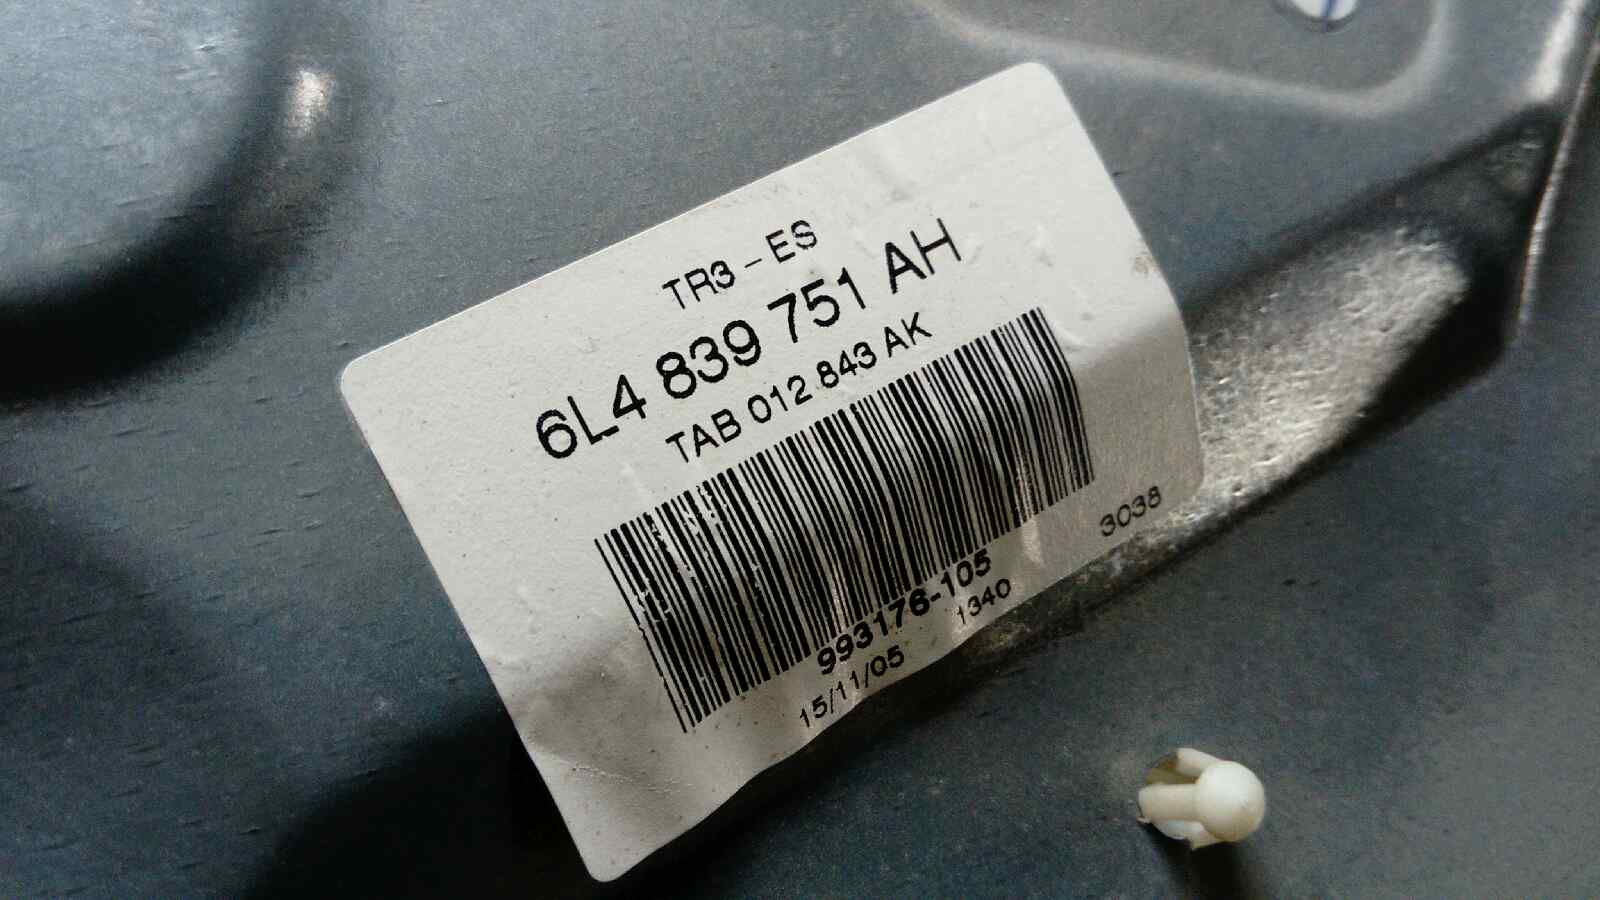 TR3 - ES
6L4 839 751 AH
TAB 012 843 AK
993176-105
15/11/05 1340
3038